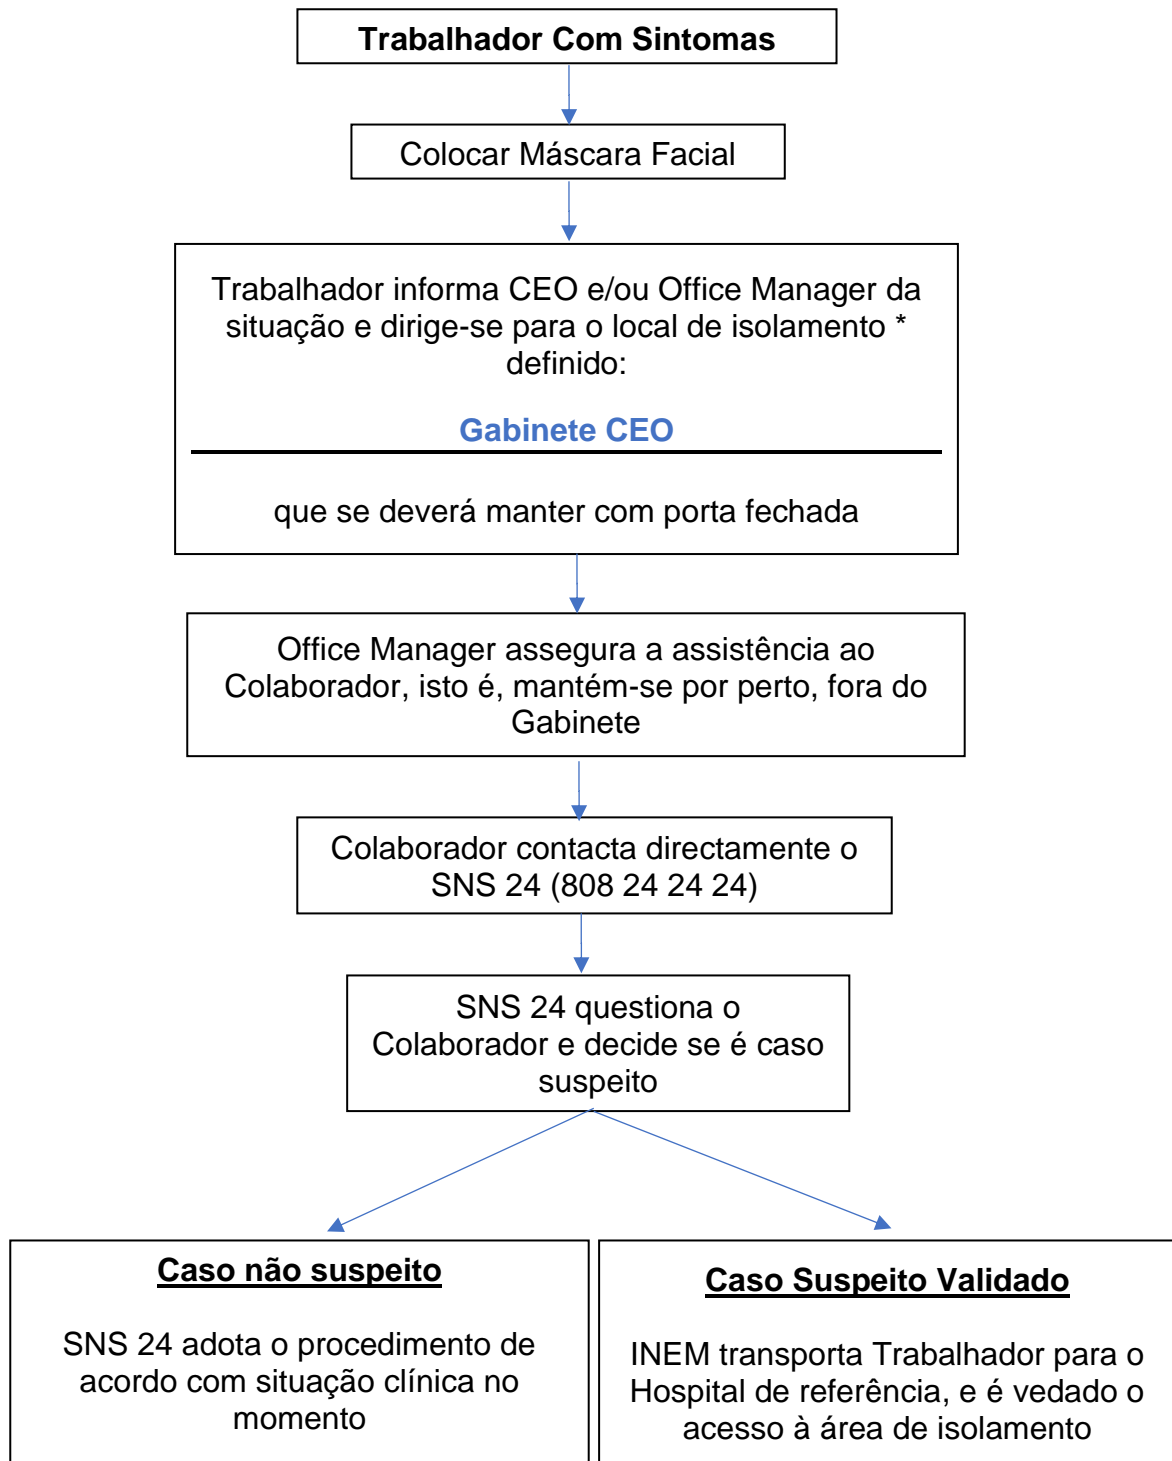 Trabalhador Com Sintomas
Colocar Máscara Facial
Trabalhador informa CEO e/ou Office Manager da
situação e dirige-se para o local de isolamento *
definido:
Gabinete CEO
que se deverá manter com porta fechada
Office Manager assegura a assistência ao
Colaborador, isto é, mantém-se por perto, fora do
Gabinete
Colaborador contacta directamente o
SNS 24 (808 24 24 24)
SNS 24 questiona o
Colaborador e decide se é caso
suspeito
Caso não suspeito
SNS 24 adota o procedimento de
acordo com situação clínica no
momento
Caso Suspeito Validado
INEM transporta Trabalhador para o
Hospital de referência, e é vedado o
acesso à área de isolamento